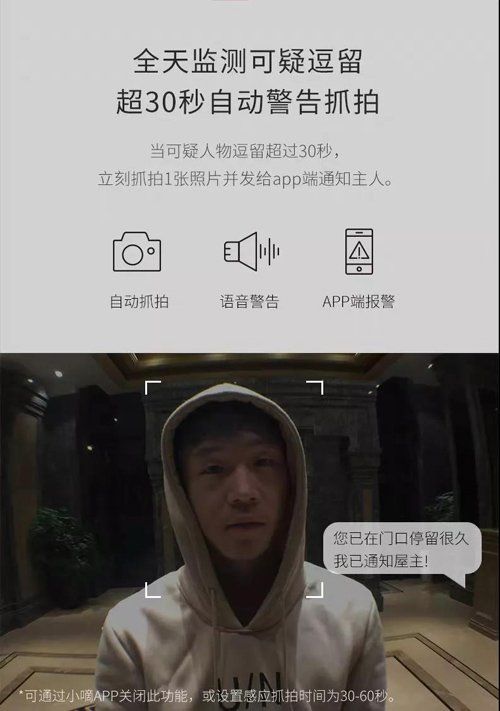 全天监测可疑逗留
超30秒自动警告抓拍
当可疑人物逗留超过30秒，
立刻抓拍1张照片并发给app端通知主人。
自动抓拍
语音警告
APP端报警
您已在门口停留很久
我已通知屋主!
*可通过小嘀APP关闭此功能，或设置感应抓拍时间为30-60秒。